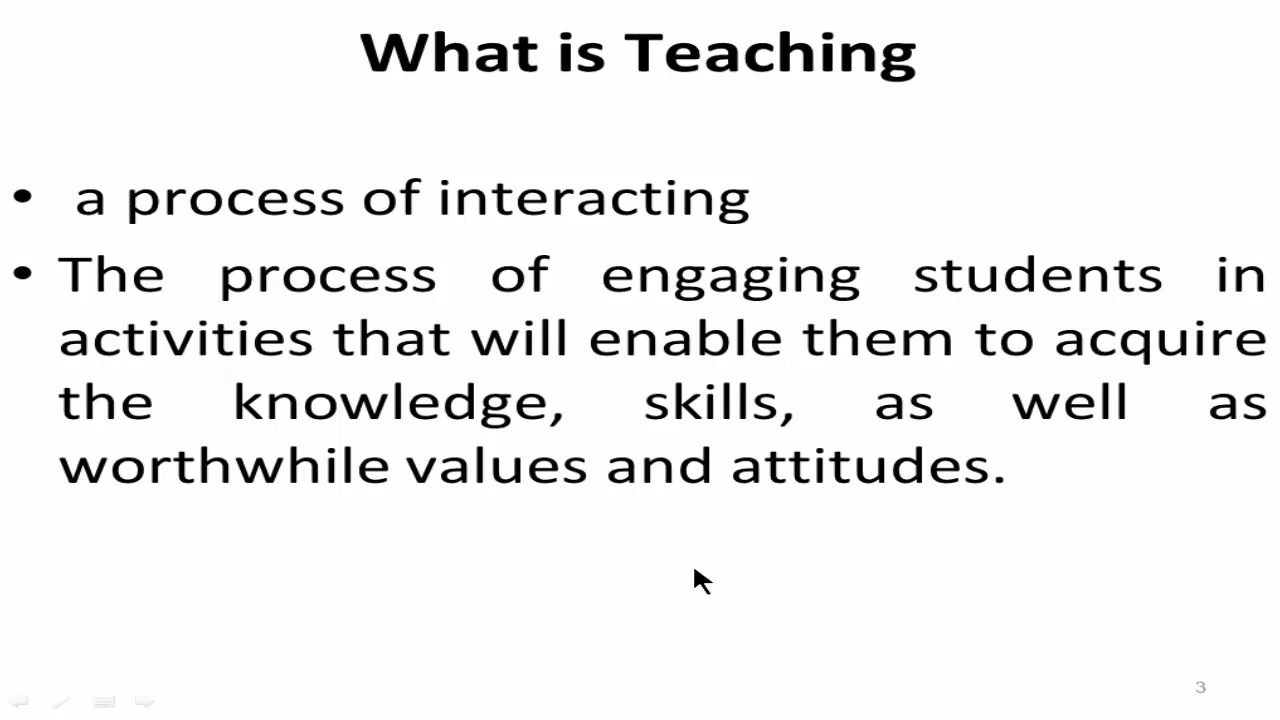 What is Teaching
• a process of interacting
• The process of engaging students in
activities that will enable them to acquire
the knowledge, skills, as well as
worthwhile values and attitudes.
3